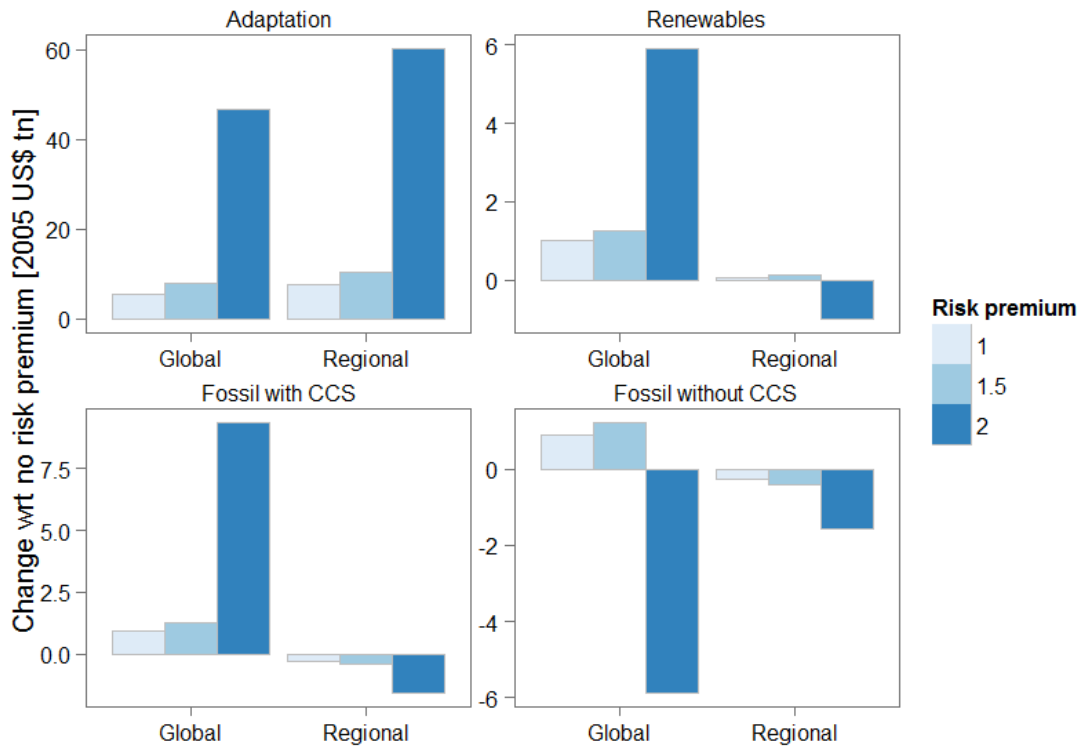 Adaptation
Renewables
Change wrt no risk premium [2005 US$ tn]
60
40
20
0
6
4
2
0
Global
Regional
Global
Regional
Risk premium
1
1.5
2
Fossil with CCS
Fossil without CCS
7.5
5.0
2.5
0.0
0
-2
-4
-6
Global
Regional
Global
Regional